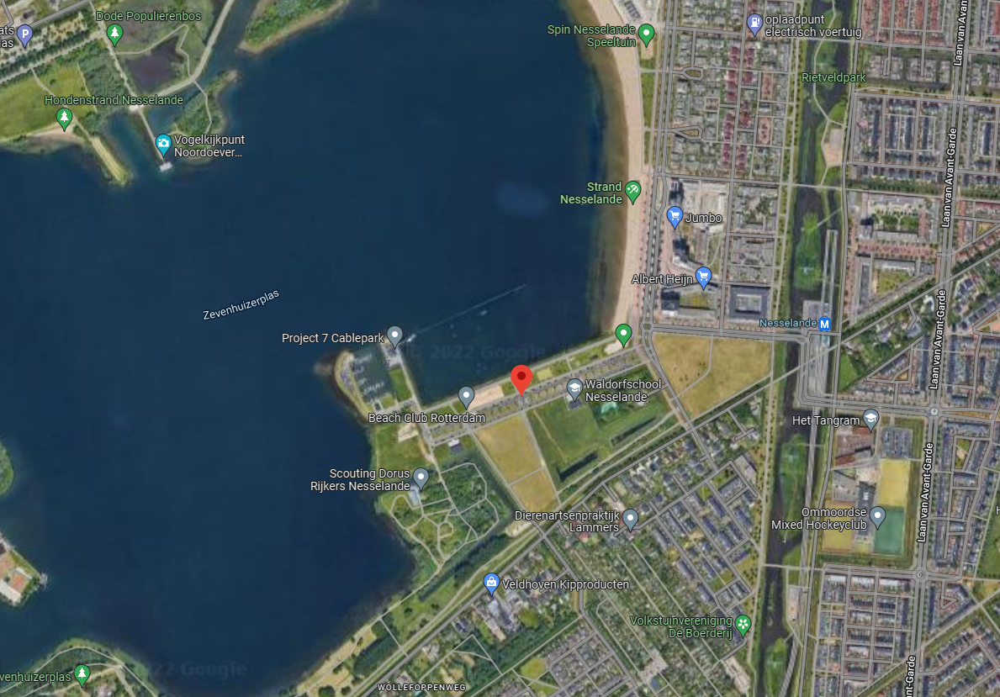 Dode Populierenbos
ats
as
P
Hondenstrand Nesselande
Vogelkijkpunt
Noordoever...
Spin Nesselande
Speeltuin
oplaadpunt
electrisch voertuig
Laan van Avant
Rietveldpark
Strand
Nesselande
Jumbo
Laan van Avant-Garde
Albert Heijn
Zevenhuizerplas
Nesselande M
Project 7 Cablepark
2022 Google
Laan van Avant-Garde
Waldorfschool
Nesselande
Beach Club Rotterdam
Het Tangram
Scouting Dorus
Rijkers Nesselande
Dierenartsenpraktijk
Lammers
Ommoordse
Mixed Hockeyclub
Laan van Avant-Garde
H
Veldhoven Kipproducten
Volkstuinvereniging
De Boerderij
2022 Google
venhuizerplas
WOLLEFOPPENWEG
nt-Garde